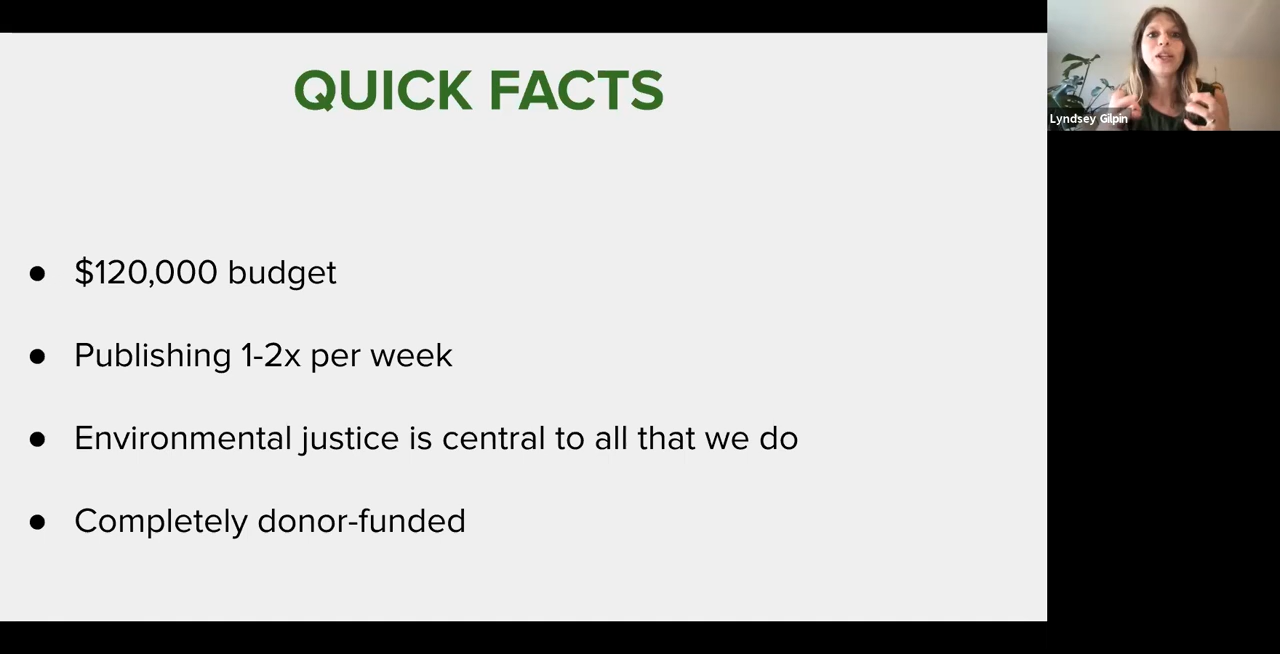 QUICK FACTS
Lyndsey Gilpin
● $120,000 budget
● Publishing 1-2x per week
● Environmental justice is central to all that we do
● Completely donor-funded